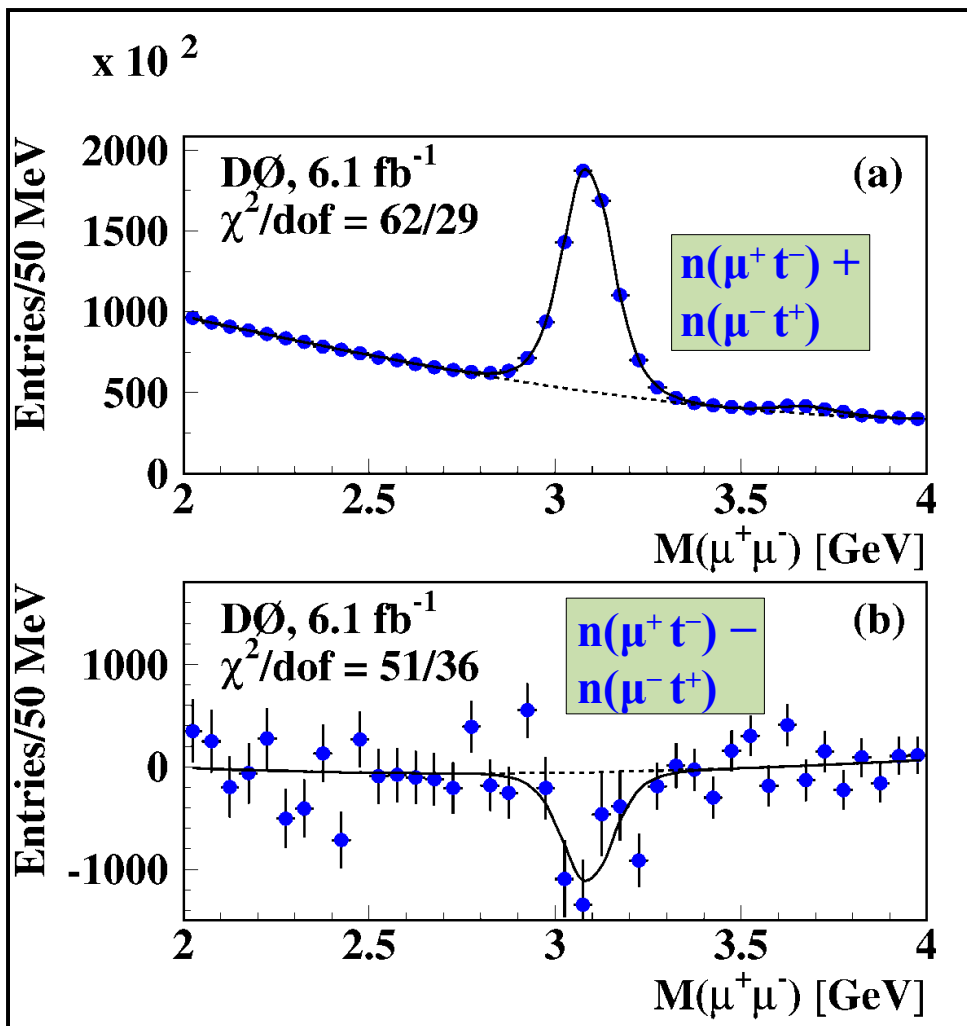 x 10 2
Entries/50 MeV
2000
1500
1000
500
0
DØ, 6.1 fb-1
χ2/dof = 62/29
(a)
n(μ+ t−) +
n(μ− t+)
2 2.5 3 3.5 4
M(μ+μ-) [GeV]
Entries/50 MeV
1000
0
-1000
DØ, 6.1 fb-1
χ2/dof = 51/36
(b)
n(μ+ t−) −
n(μ− t+)
2 2.5 3 3.5 4
M(μ+μ-) [GeV]